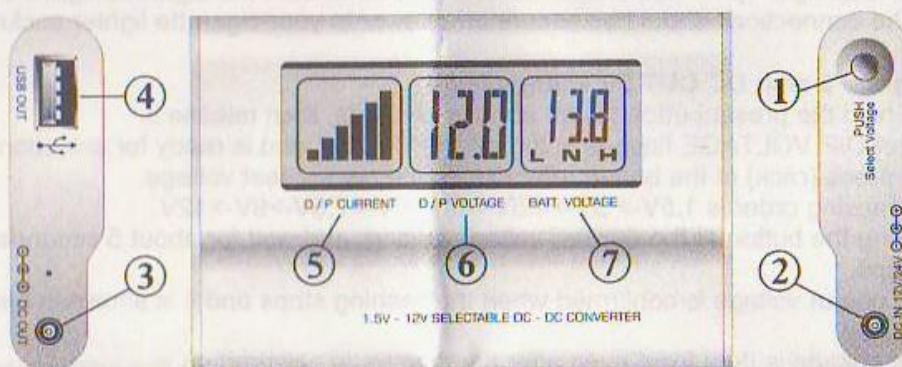 USB OUT
4
3
DC OUT
12.0
13.8
L N H
O/P CURRENT
O/P VOLTAGE
BATT. VOLTAGE
5
6
7
1.5V - 12V SELECTABLE DC - DC CONVERTER
1
PUSH
Select Voltage
2
DC IN 12V/24V